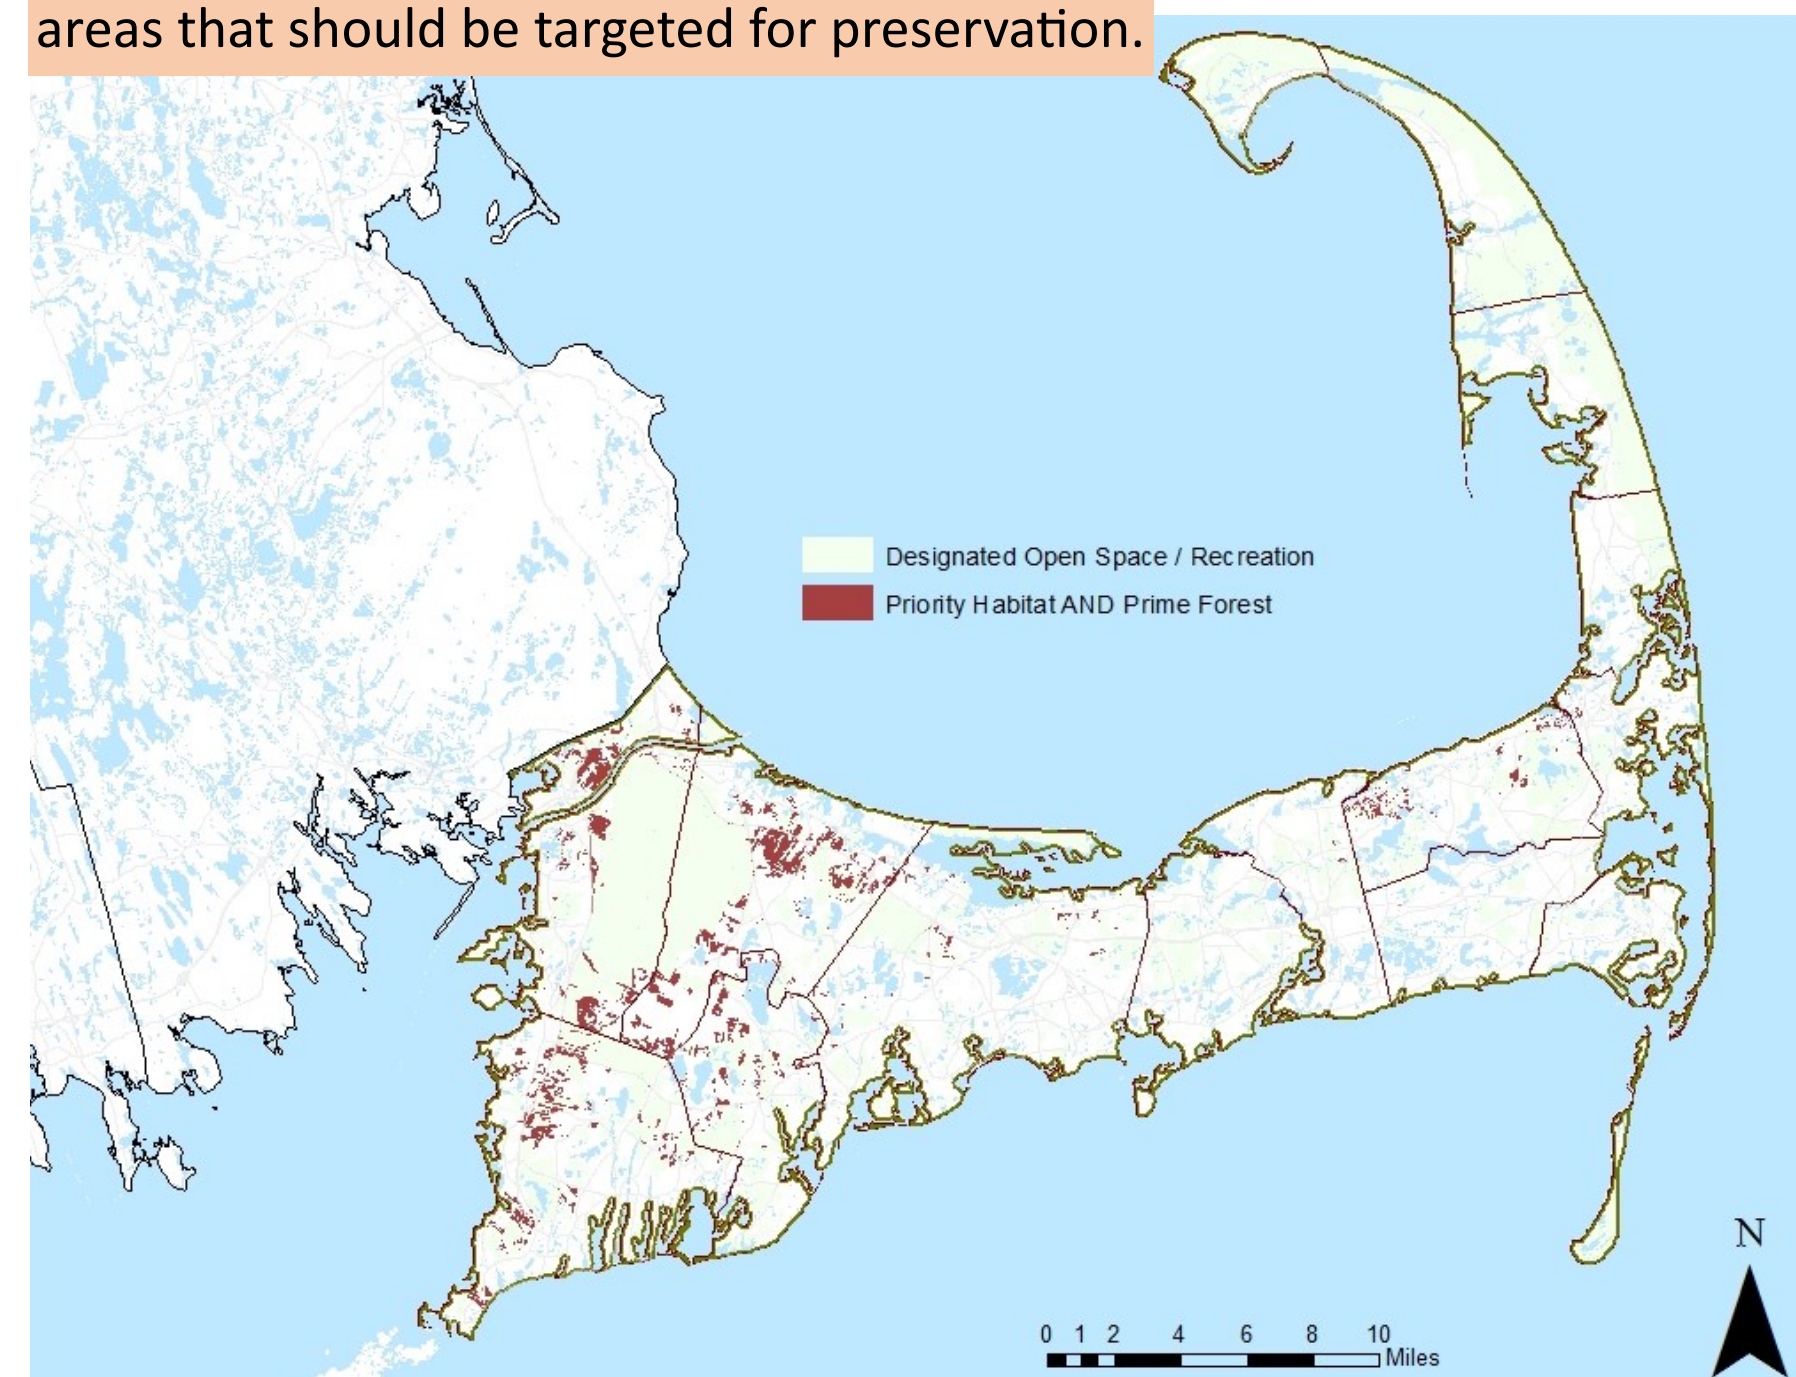 areas that should be targeted for preservation.
Designated Open Space / Recreation
Priority Habitat AND Prime Forest
N
0 1 2 4 6 8 10
Miles